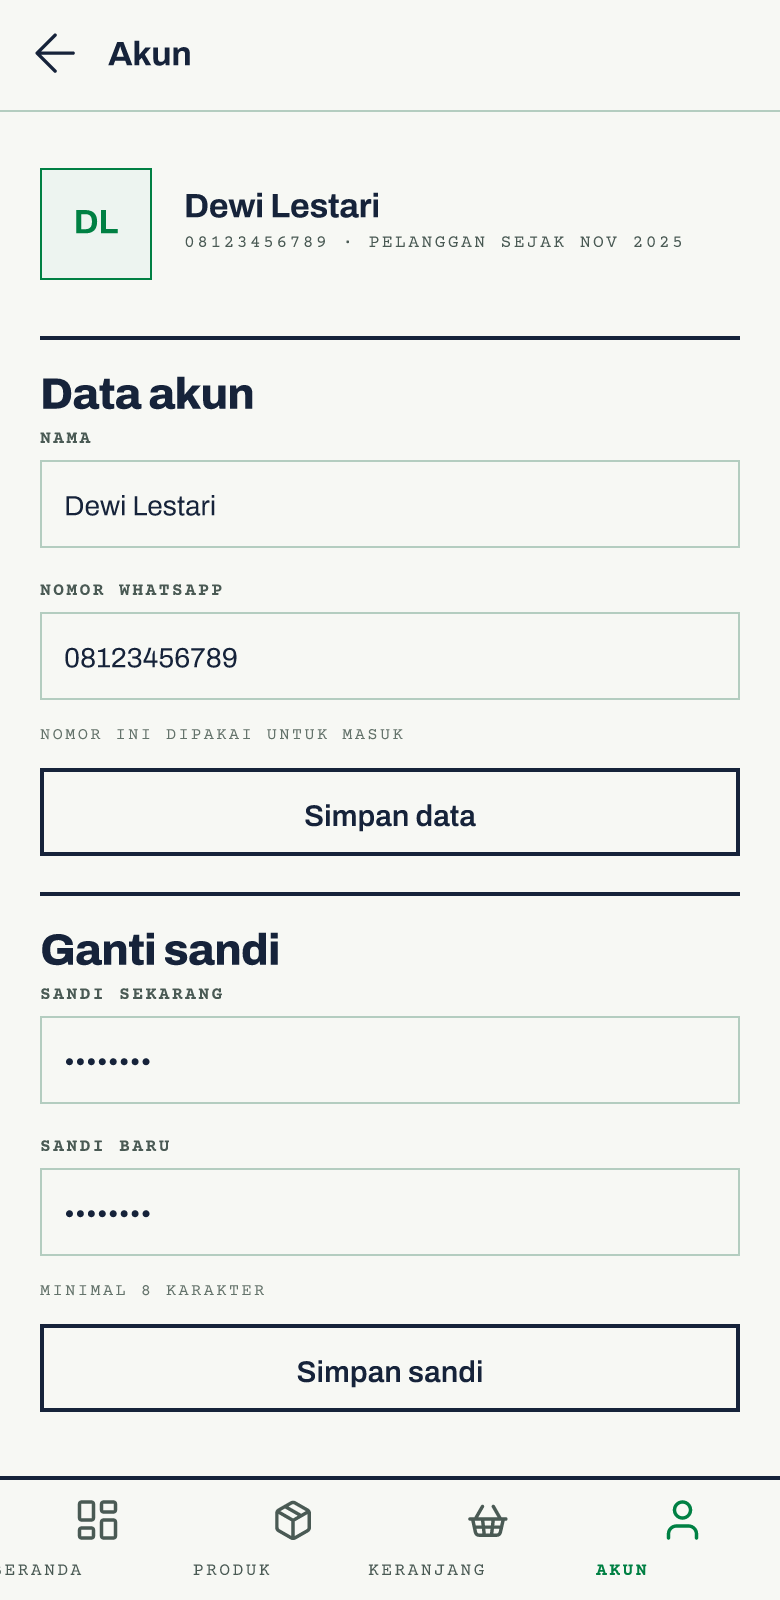 Akun
DL
Dewi Lestari
08123456789 · PELANGGAN SEJAK NOV 2025
Data akun
NAMA
Dewi Lestari
NOMOR WHATSAPP
08123456789
NOMOR INI DIPAKAI UNTUK MASUK
Simpan data
Ganti sandi
SANDI SEKARANG
••••••••
SANDI BARU
••••••••
MINIMAL 8 KARAKTER
Simpan sandi
ERANDA PRODUK KERANJANG AKUN